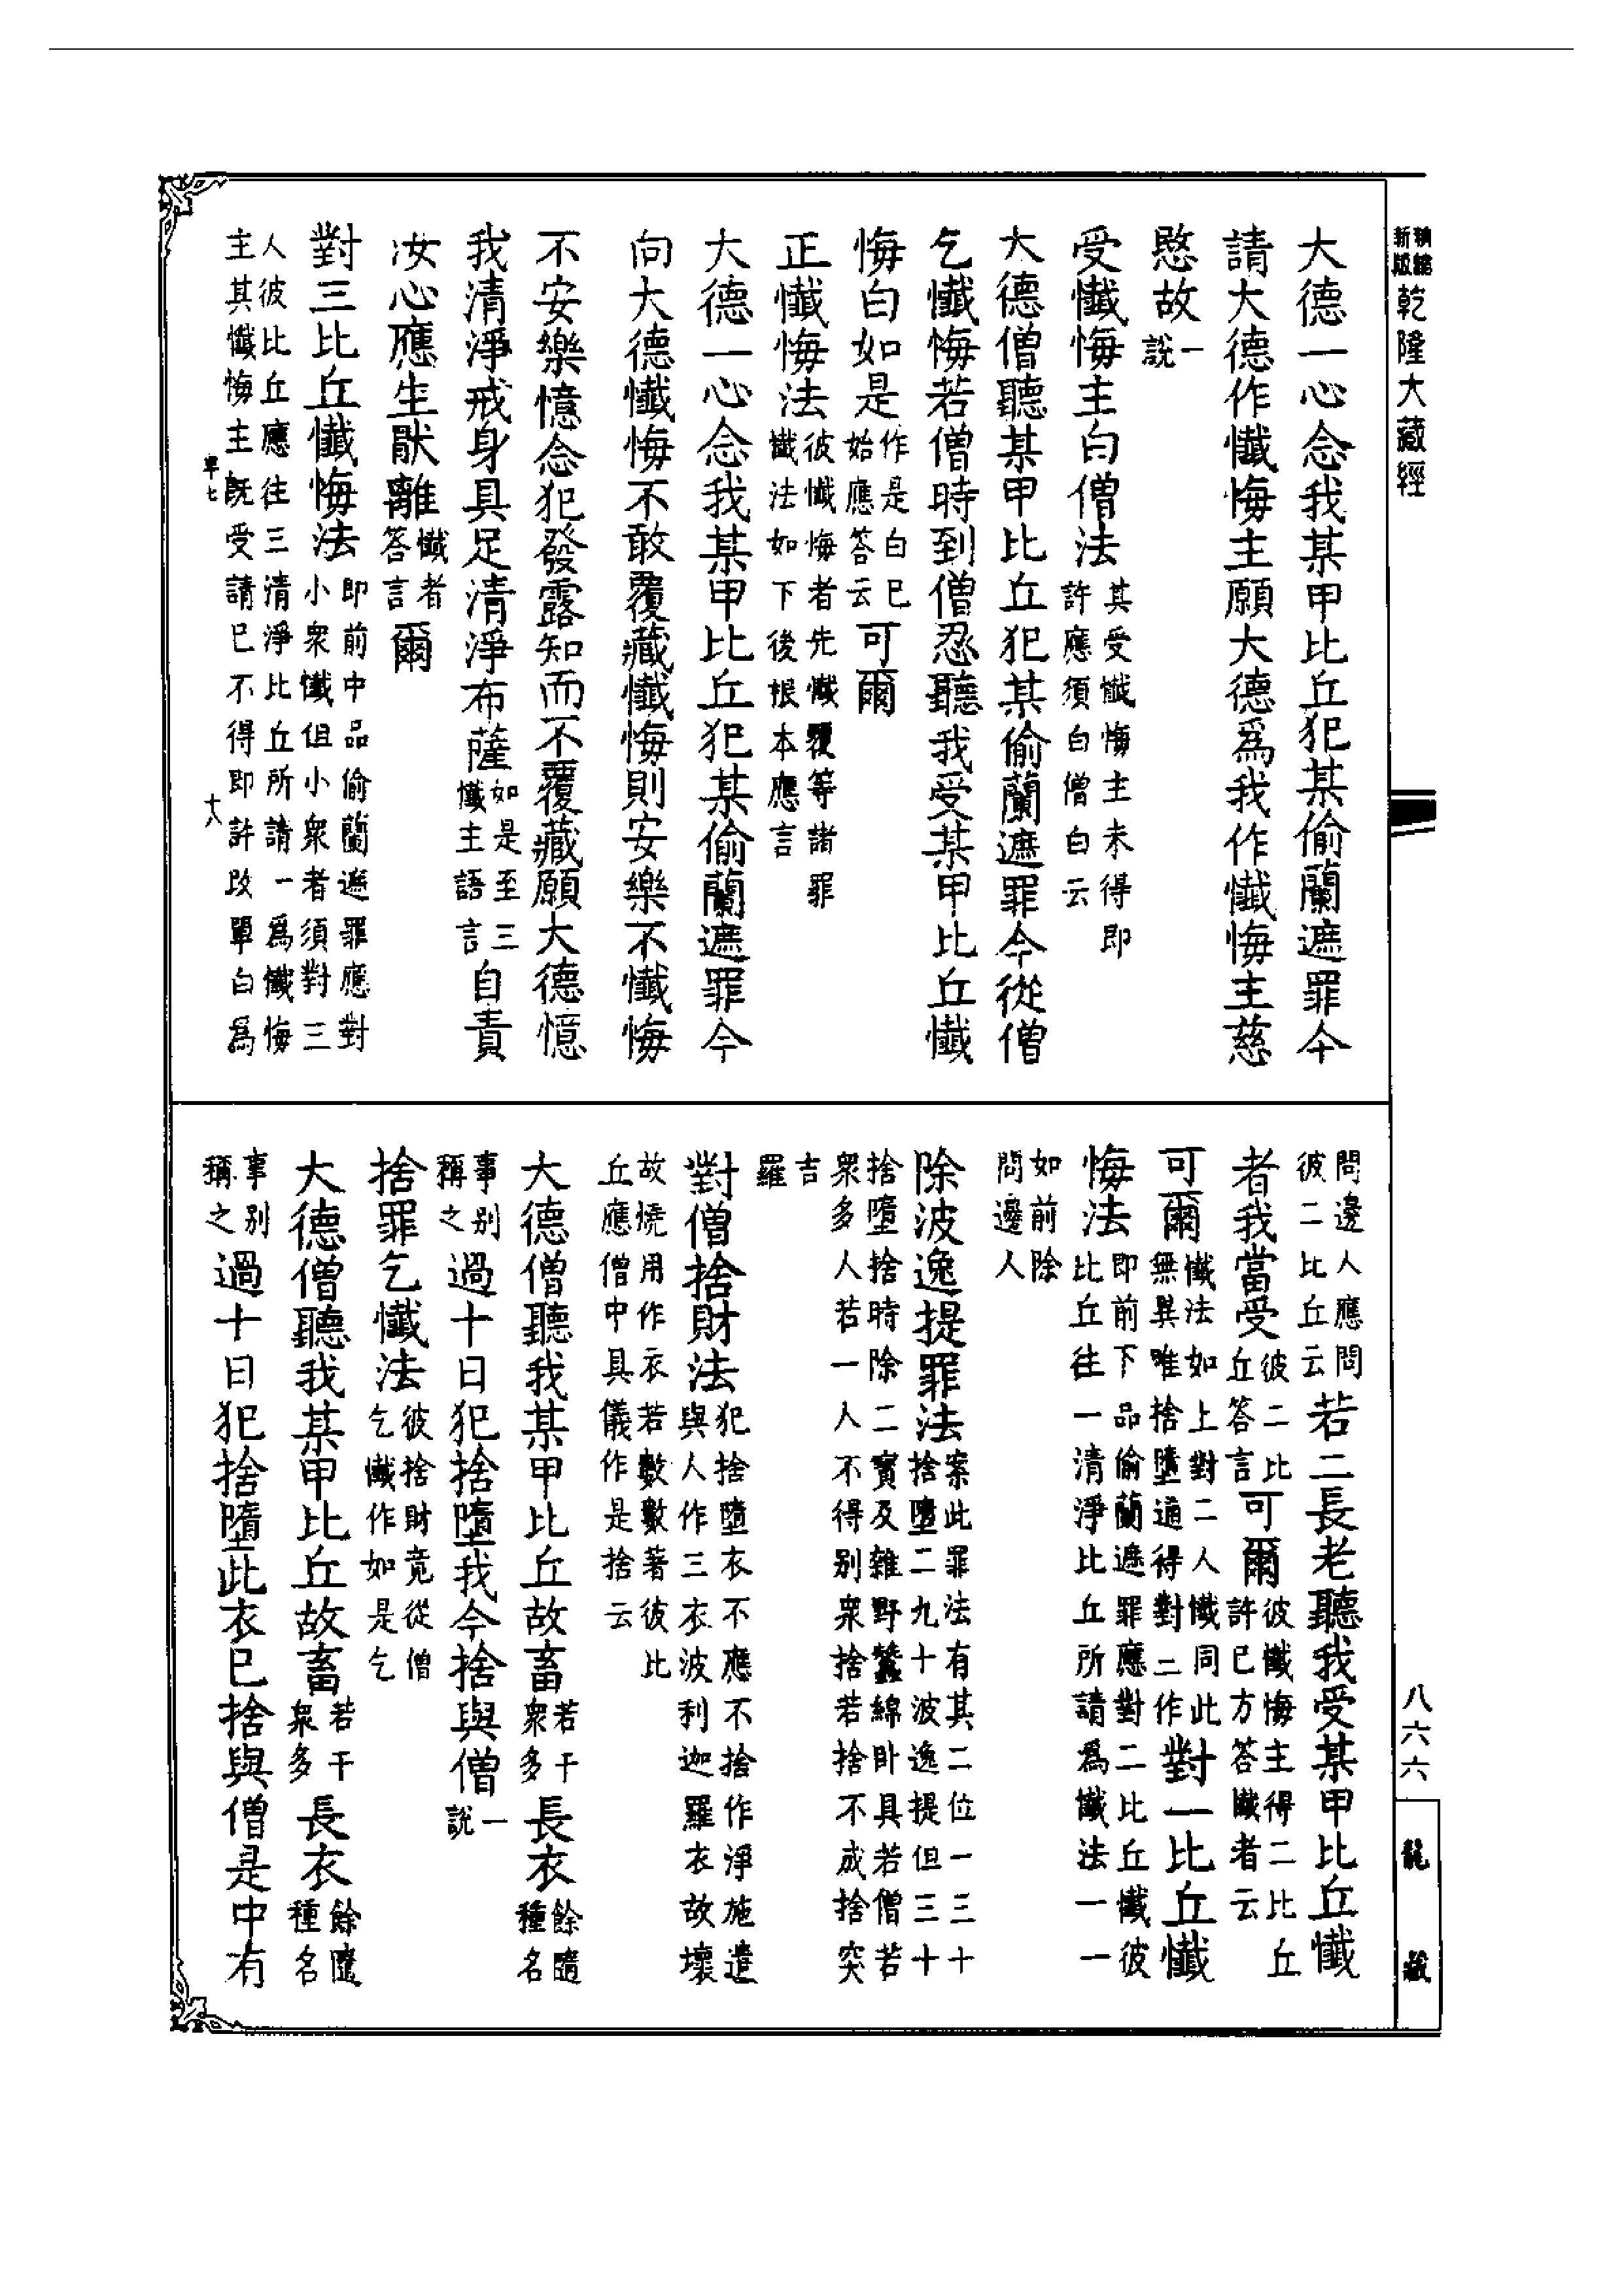 乾隆大藏經
大德一心念我某甲比丘犯某偷蘭遮罪今
請大德作懺悔主願大德為我作懺悔主慈
愍故一說
受懺悔主白僧法其受懺悔主未得即許應須白僧白云
大德僧聽某甲比丘犯某偷蘭遮罪今從僧
乞懺悔若僧時到僧忍聽我受某甲比丘懺
悔白如是作是白已始應答云可爾
正懺悔法彼懺悔者先懺覆等諸罪懺法如下後根本應言
大德一心念我某甲比丘犯某偷蘭遮罪今
向大德懺悔不敢覆藏懺悔則安樂不懺悔
不安樂憶念犯發露知而不覆藏願大德憶
我清淨戒身具足清淨布薩如是至三懺主語言自責
汝心應生厭離懺者答言爾
對三比丘懺悔法即前中品偷蘭遮罪應對小眾懺但小眾者須對三
人彼比丘應往三清淨比丘所請一為懺悔主其懺悔主既受請已不得即許改單白為
十八
問邊人應問彼二比丘云若二長老聽我受某甲比丘懺
者我當受彼二比丘答言可爾彼懺悔主得二比丘許已方答懺者云
可爾懺法如上對二人懺同此無異唯捨墮通得對三作對一比丘懺
悔法即前下品偷蘭遮罪應對二比丘懺彼比丘往一清淨比丘所請為懺法一一
如前除問邊人
除波逸提罪法案此罪法有其二位一三十捨墮二九十波逸提但三十
捨墮捨時除二寶及雜野蠶綿臥具若僧若眾多人若一人不得別眾捨若捨不成捨突
吉羅
對僧捨財法犯捨墮衣不應不捨作淨施遣與人作三衣波利迦羅衣故壞
故燒用作衣若數數著彼比丘應僧中具儀作是捨云
大德僧聽我某甲比丘故畜若干眾多長衣餘隨種名
事別稱之過十日犯捨墮我今捨與僧一說
捨罪乞懺法彼捨財竟從僧乞懺作如是乞
大德僧聽我某甲比丘故畜若干眾多長衣餘隨種名
事別稱之過十日犯捨墮此衣已捨與僧是中有
八六六
龍藏